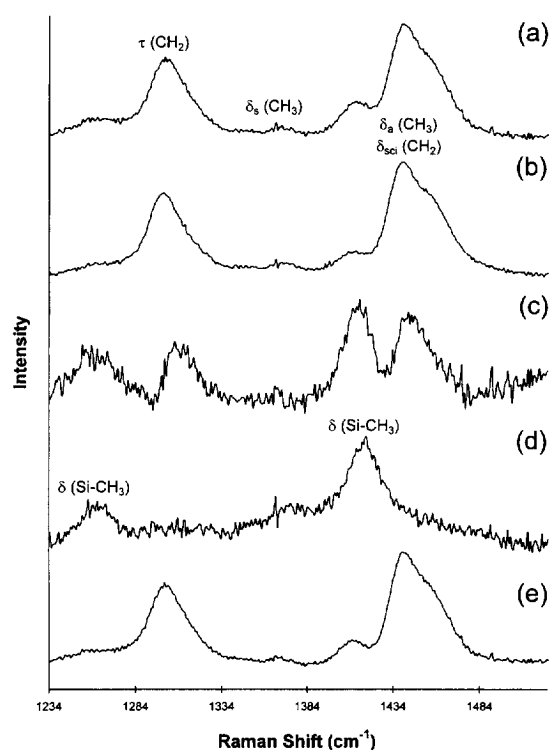 (a)
τ (CH₂)
δₛ (CH₃)
δₐ (CH₃)
δ_sci (CH₂)
(b)
(c)
Intensity
δ (Si-CH₃)
(d)
δ (Si-CH₃)
(e)
1234 1284 1334 1384 1434 1484
Raman Shift (cm⁻¹)